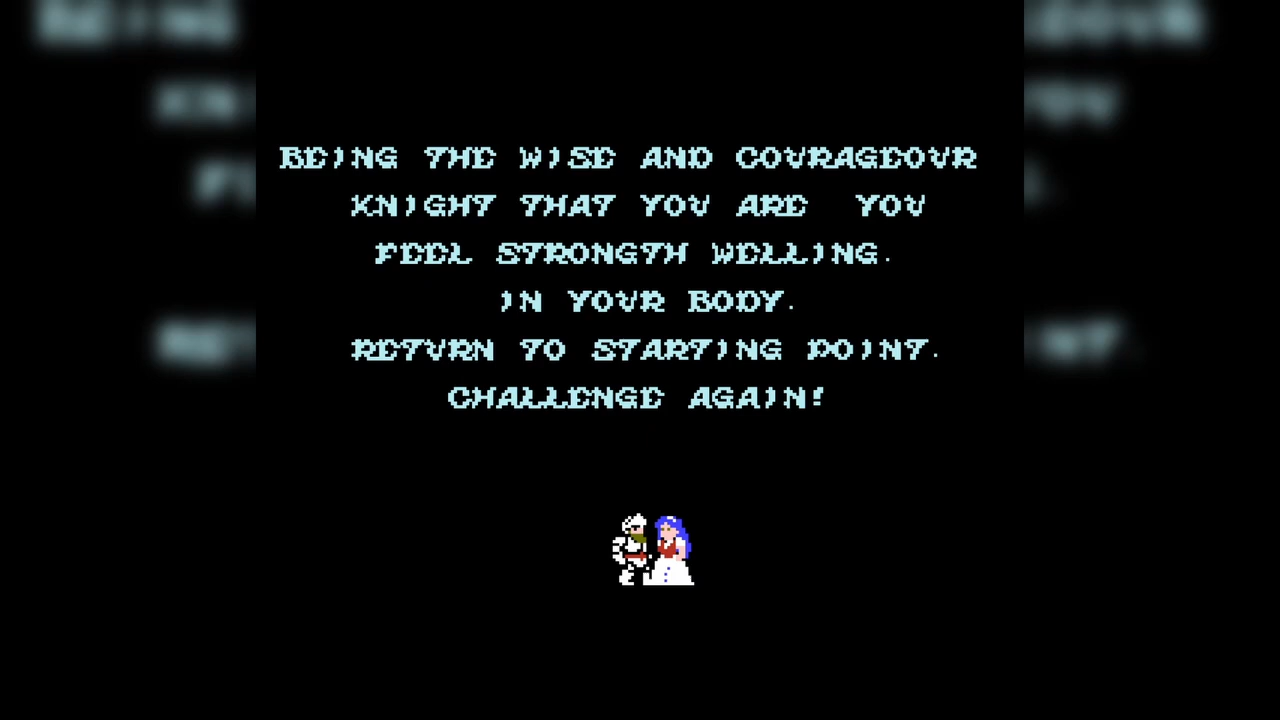 BEING THE WISE AND COURAGEOUR
KNIGHT THAT YOU ARE YOU
FEEL STRONGTH WELLING.
IN YOUR BODY.
RETURN TO STARTING POINT.
CHALLENGE AGAIN!